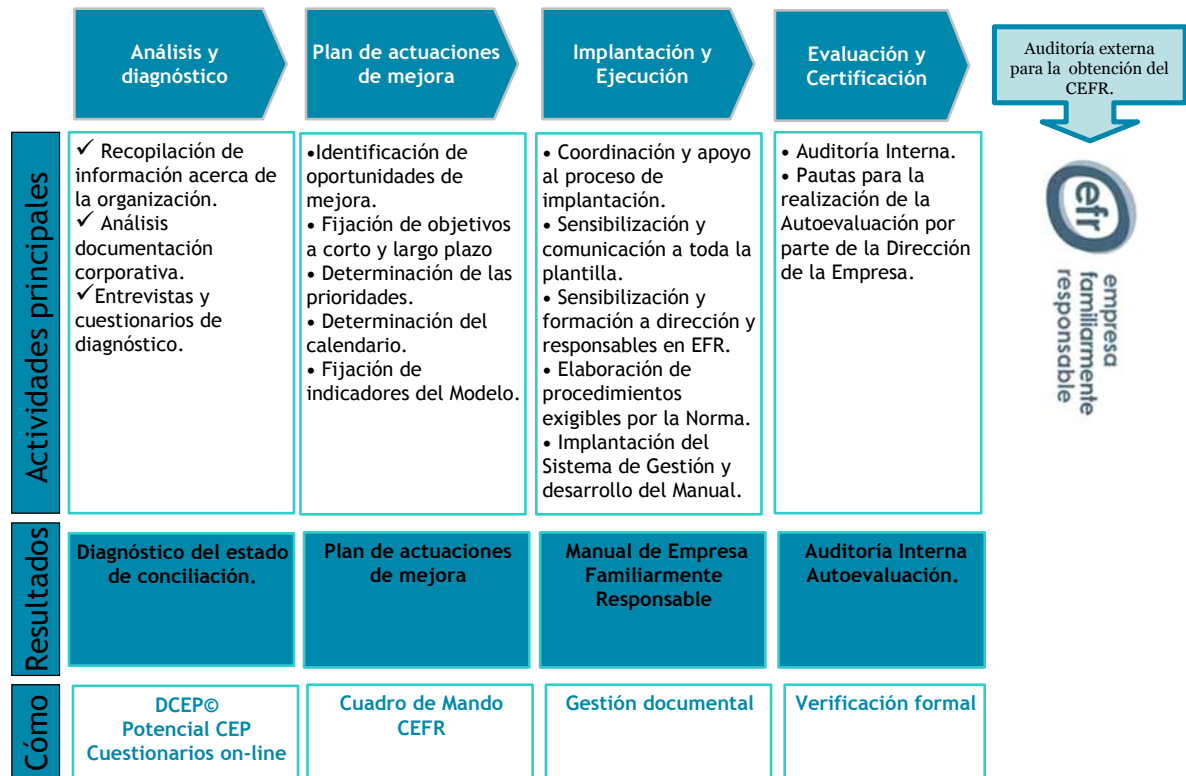 Análisis y
diagnóstico
Plan de actuaciones
de mejora
Implantación y
Ejecución
Evaluación y
Certificación
Auditoría externa
para la obtención del
CEFR.
Actividades principales
✓ Recopilación de
información acerca de
la organización.
✓ Análisis
documentación
corporativa.
✓Entrevistas y
cuestionarios de
diagnóstico.
•Identificación de
oportunidades de
mejora.
• Fijación de objetivos
a corto y largo plazo
• Determinación de las
prioridades.
• Determinación del
calendario.
• Fijación de
indicadores del Modelo.
• Coordinación y apoyo
al proceso de
implantación.
• Sensibilización y
comunicación a toda la
plantilla.
• Sensibilización y
formación a dirección y
responsables en EFR.
• Elaboración de
procedimientos
exigibles por la Norma.
• Implantación del
Sistema de Gestión y
desarrollo del Manual.
• Auditoría Interna.
• Pautas para la
realización de la
Autoevaluación por
parte de la Dirección
de la Empresa.
efr
empresa
familiarmente
responsable
Resultados
Diagnóstico del estado
de conciliación.
Plan de actuaciones
de mejora
Manual de Empresa
Familiarmente
Responsable
Auditoría Interna
Autoevaluación.
Cómo
DCEP©
Potencial CEP
Cuestionarios on-line
Cuadro de Mando
CEFR
Gestión documental
Verificación formal